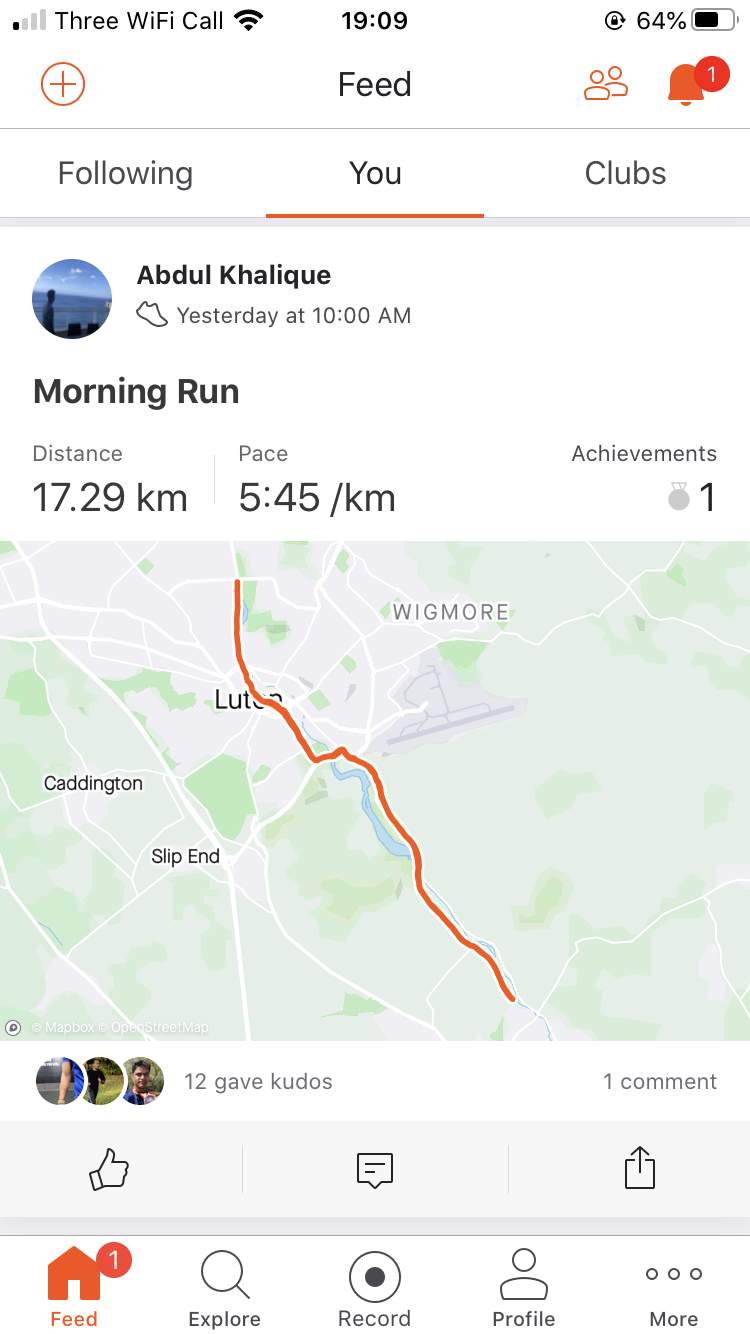 Three WiFi Call 19:09 64%
Feed 1
Following You Clubs
Abdul Khalique
Yesterday at 10:00 AM
Morning Run
Distance Pace Achievements
17.29 km 5:45 /km 1
WIGMORE
Luton
Caddington
Slip End
© Mapbox © OpenStreetMap
12 gave kudos 1 comment
1
Feed Explore Record Profile More